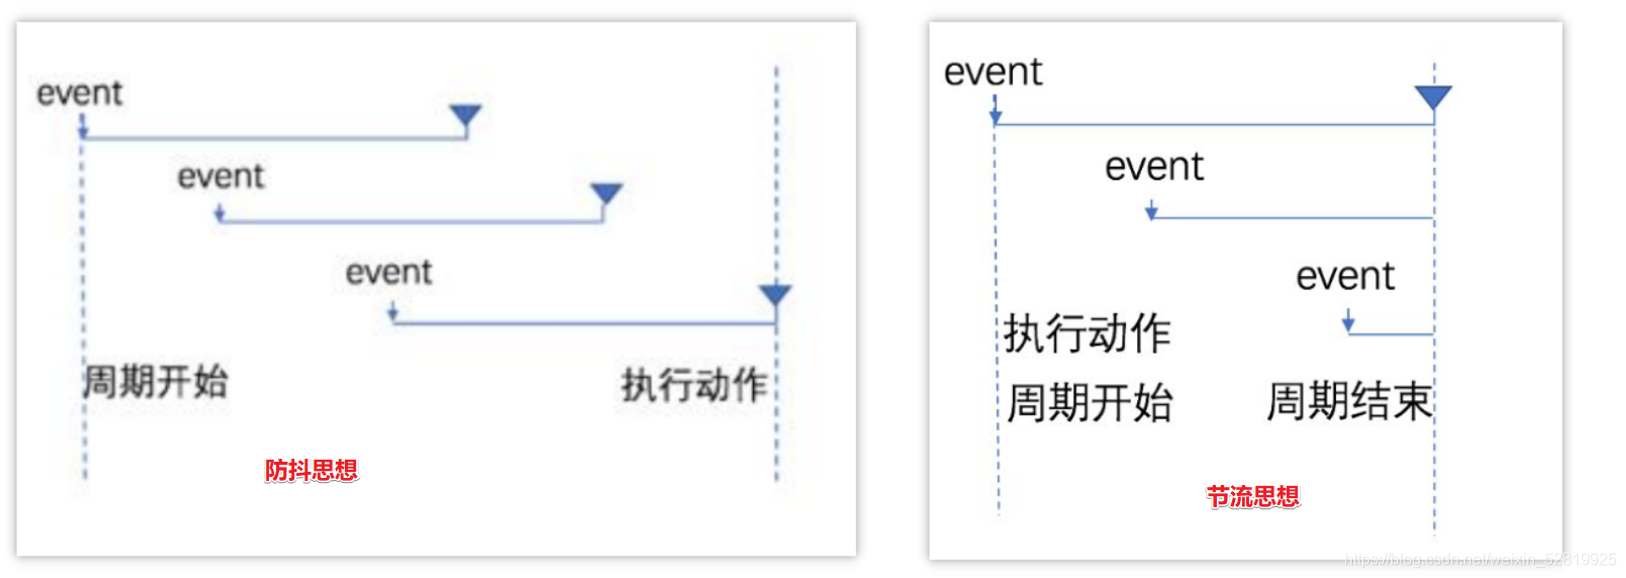 event
event
event
周期开始
执行动作
防抖思想
event
event
event
执行动作
周期开始
周期结束
节流思想
https://blog.csdn.net/weixin_52819925